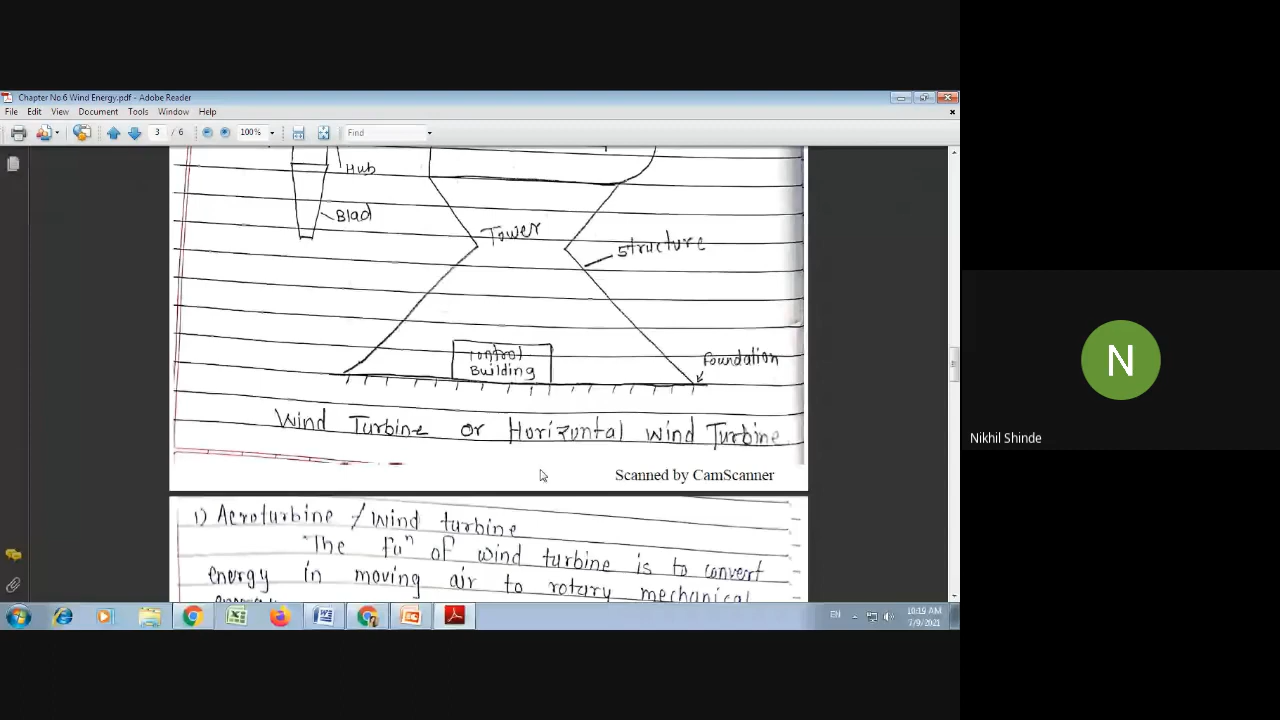 Chapter No.6 Wind Energy.pdf - Adobe Reader
File Edit View Document Tools Window Help
3 / 6 100% Find
Hub
Blad
Tower
Structure
Control
Building
Foundation
Wind Turbine or Horizontal wind Turbine
Scanned by CamScanner
1) Aeroturbine / wind turbine
The fuⁿ of wind turbine is to convert
energy in moving air to rotary mechanical
energy
EN 10:19 AM
7/9/2021
N
Nikhil Shinde